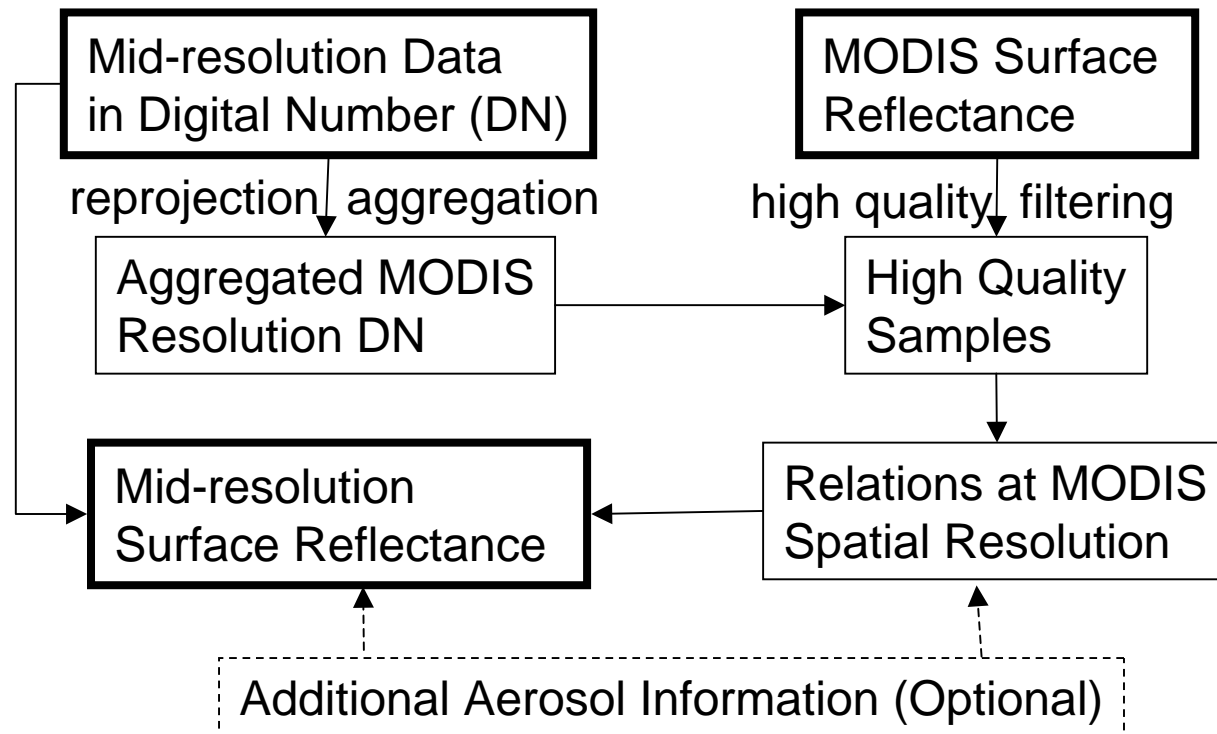 Mid-resolution Data
in Digital Number (DN)
MODIS Surface
Reflectance
reprojection aggregation
high quality filtering
Aggregated MODIS
Resolution DN
High Quality
Samples
Mid-resolution
Surface Reflectance
Relations at MODIS
Spatial Resolution
Additional Aerosol Information (Optional)